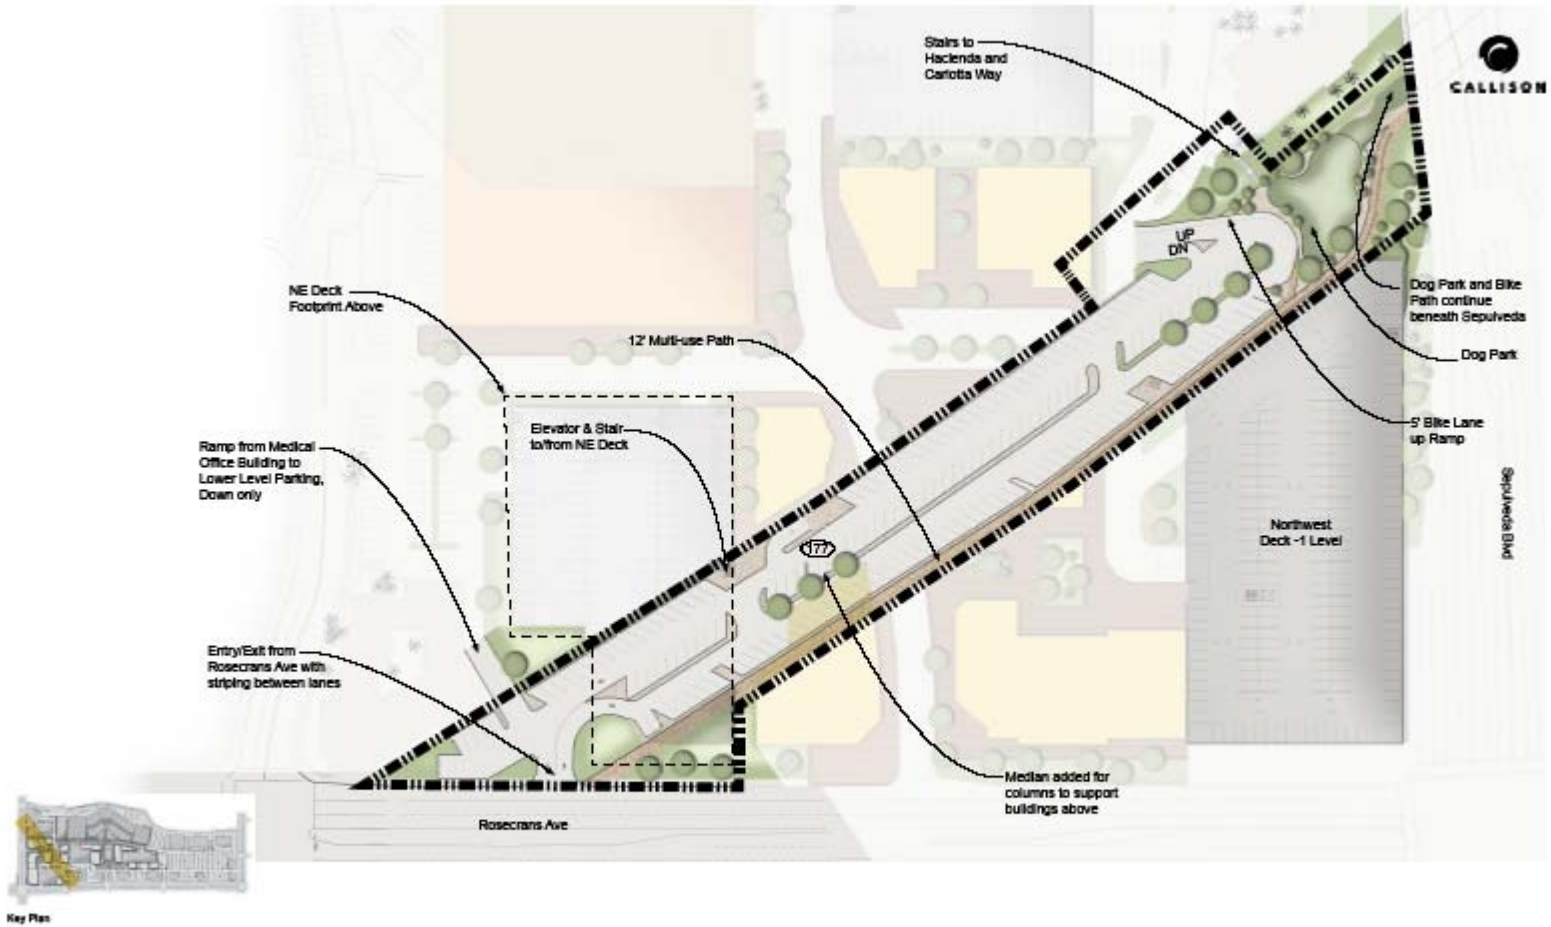 Stairs to
Hacienda and
Carlotta Way
CALLISON
UP
DN
NE Deck
Footprint Above
12' Multi-use Path
Dog Park and Bike
Path continue
beneath Sepulveda
Dog Park
Elevator & Stair
to/from NE Deck
Ramp from Medical
Office Building to
Lower Level Parking,
Down only
5' Bike Lane
up Ramp
Sepulveda Blvd
Northwest
Deck -1 Level
177
Entry/Exit from
Rosecrans Ave with
striping between lanes
Median added for
columns to support
buildings above
Rosecrans Ave
Key Plan